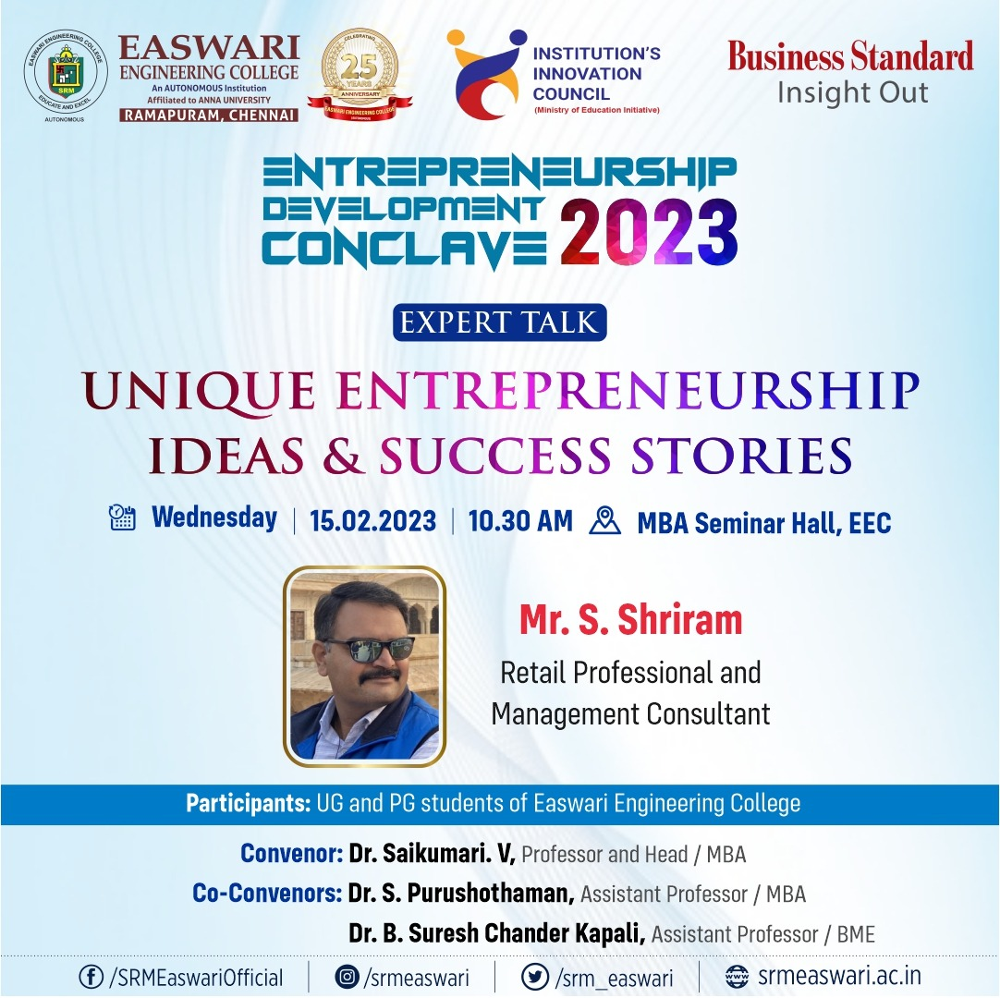 EASWARI ENGINEERING COLLEGE
SRM
EDUCATE AND EXCEL
AUTONOMOUS
EASWARI
ENGINEERING COLLEGE
An AUTONOMOUS Institution
Affiliated to ANNA UNIVERSITY
RAMAPURAM, CHENNAI
CELEBRATING
25
YEARS
ANNIVERSARY
EASWARI ENGINEERING COLLEGE
INSTITUTION'S
INNOVATION
COUNCIL
(Ministry of Education Initiative)
Business Standard
Insight Out
ENTREPRENEURSHIP
DEVELOPMENT
CONCLAVE 2023
EXPERT TALK
UNIQUE ENTREPRENEURSHIP
IDEAS & SUCCESS STORIES
Wednesday | 15.02.2023 | 10.30 AM MBA Seminar Hall, EEC
Mr. S. Shriram
Retail Professional and
Management Consultant
Participants: UG and PG students of Easwari Engineering College
Convenor: Dr. Saikumari. V, Professor and Head / MBA
Co-Convenors: Dr. S. Purushothaman, Assistant Professor / MBA
Dr. B. Suresh Chander Kapali, Assistant Professor / BME
/SRMEaswariOfficial | /srmeaswari | /srm_easwari | srmeaswari.ac.in